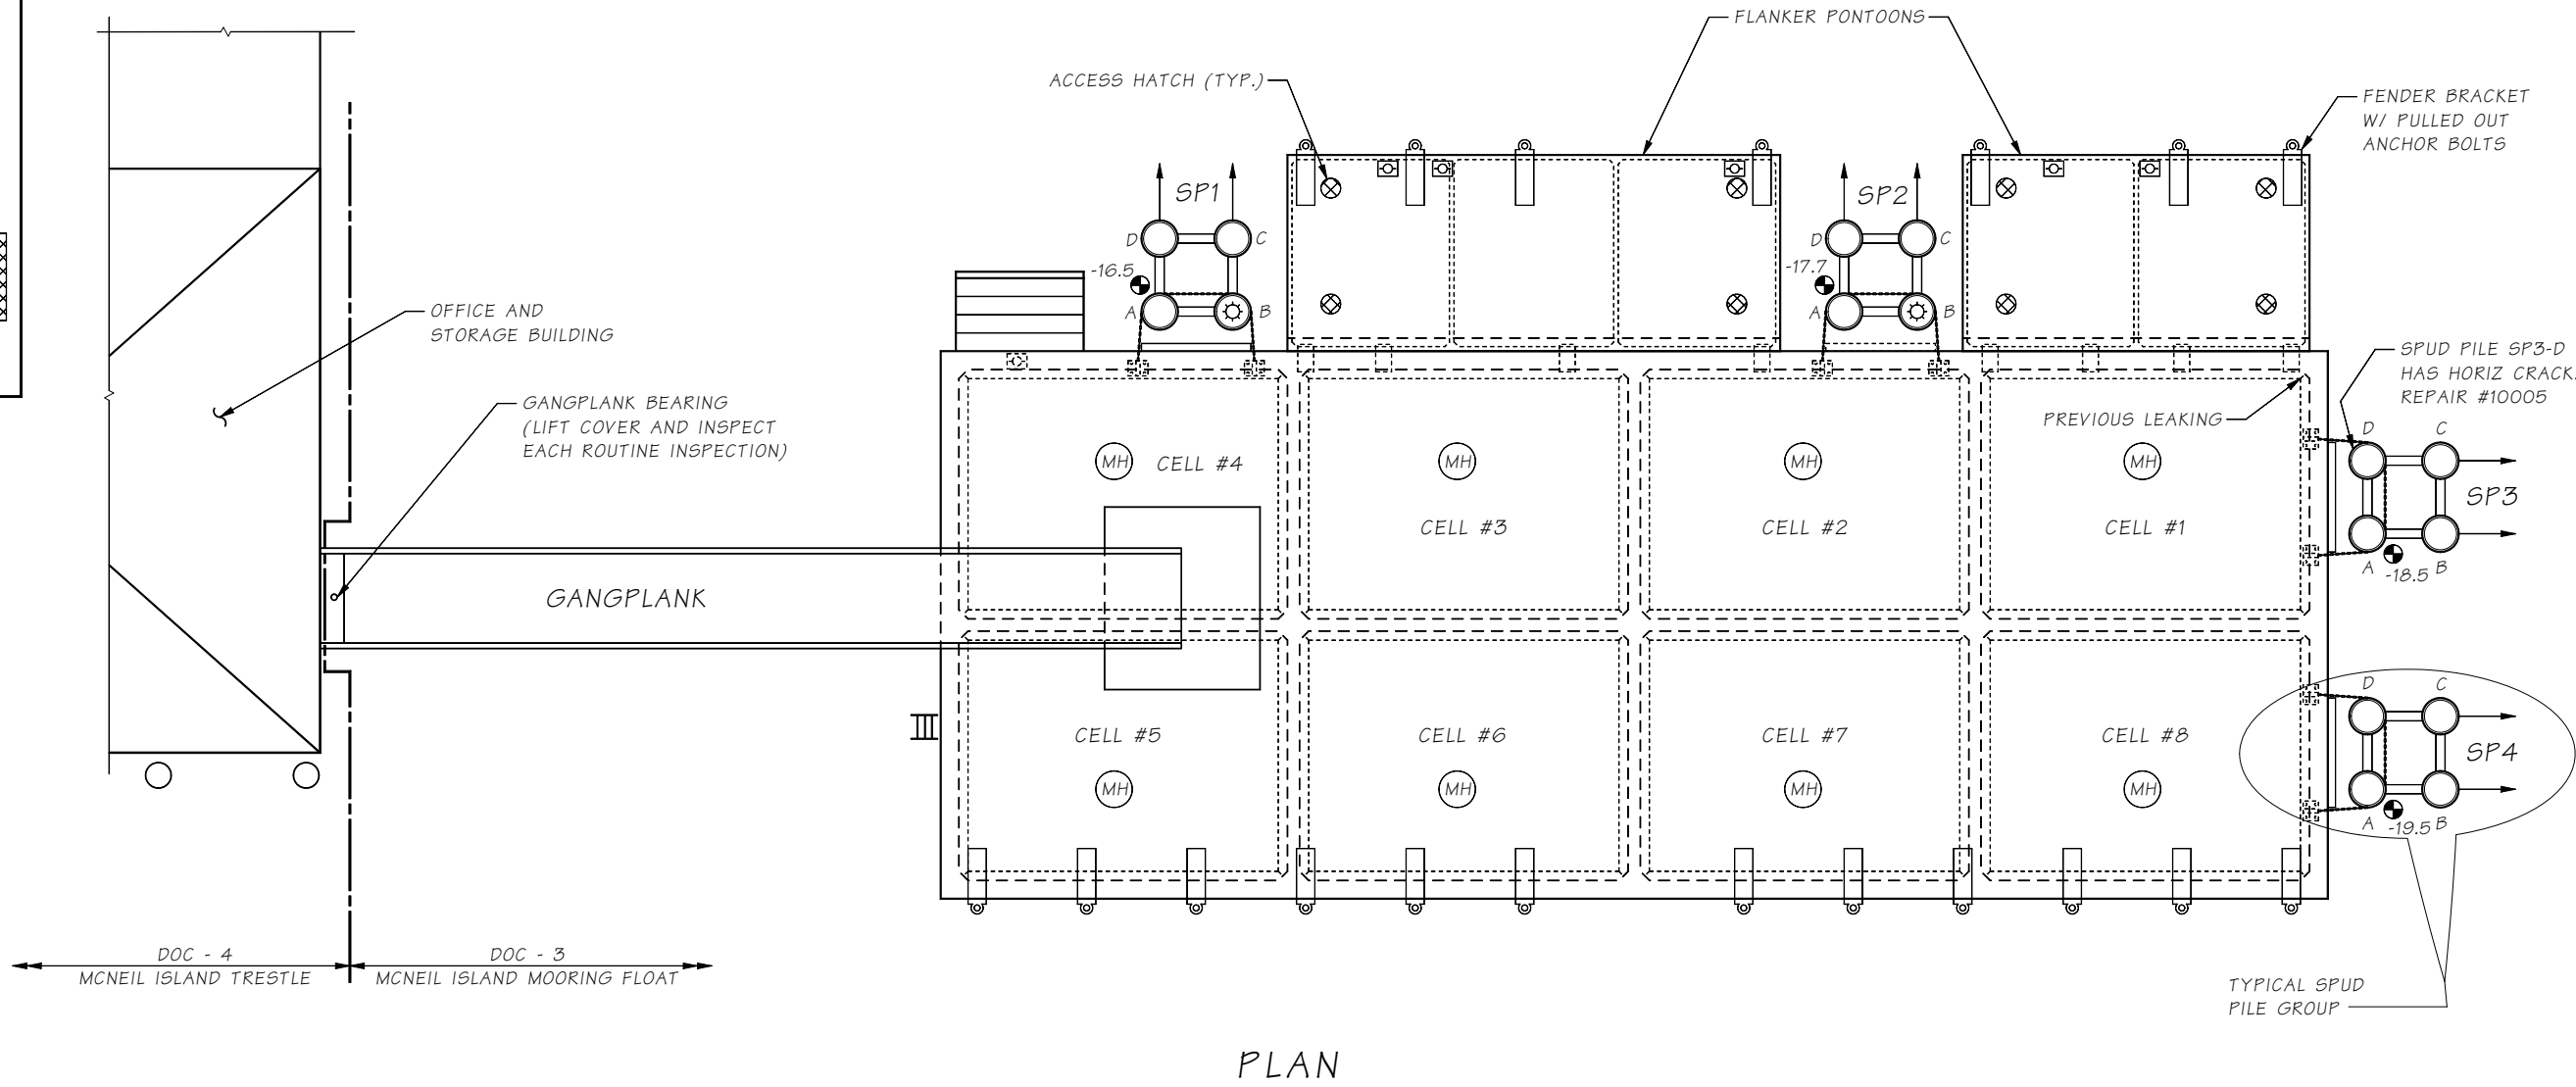 FLANKER PONTOONS
ACCESS HATCH (TYP.)
FENDER BRACKET
W/ PULLED OUT
ANCHOR BOLTS
SP1
D
C
-16.5
A
B
SP2
D
C
-17.7
A
B
OFFICE AND
STORAGE BUILDING
SPUD PILE SP3-D
HAS HORIZ CRACK.
REPAIR #10005
GANGPLANK BEARING
(LIFT COVER AND INSPECT
EACH ROUTINE INSPECTION)
PREVIOUS LEAKING
D
C
SP3
A
-18.5
B
MH
CELL #4
MH
CELL #3
MH
CELL #2
MH
CELL #1
GANGPLANK
CELL #5
MH
CELL #6
MH
CELL #7
MH
CELL #8
MH
D
C
SP4
A
-19.5
B
DOC - 4
MCNEIL ISLAND TRESTLE
DOC - 3
MCNEIL ISLAND MOORING FLOAT
TYPICAL SPUD
PILE GROUP
PLAN